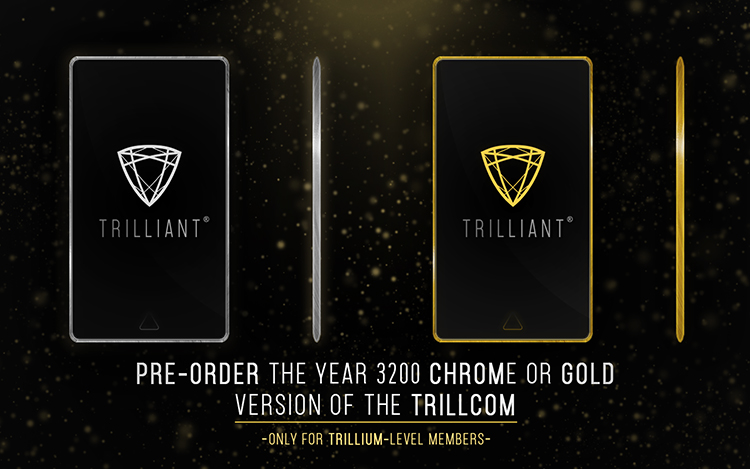 TRILLIANT®
TRILLIANT®
PRE-ORDER THE YEAR 3200 CHROME OR GOLD
VERSION OF THE TRILLCOM
-ONLY FOR TRILLIUM-LEVEL MEMBERS-